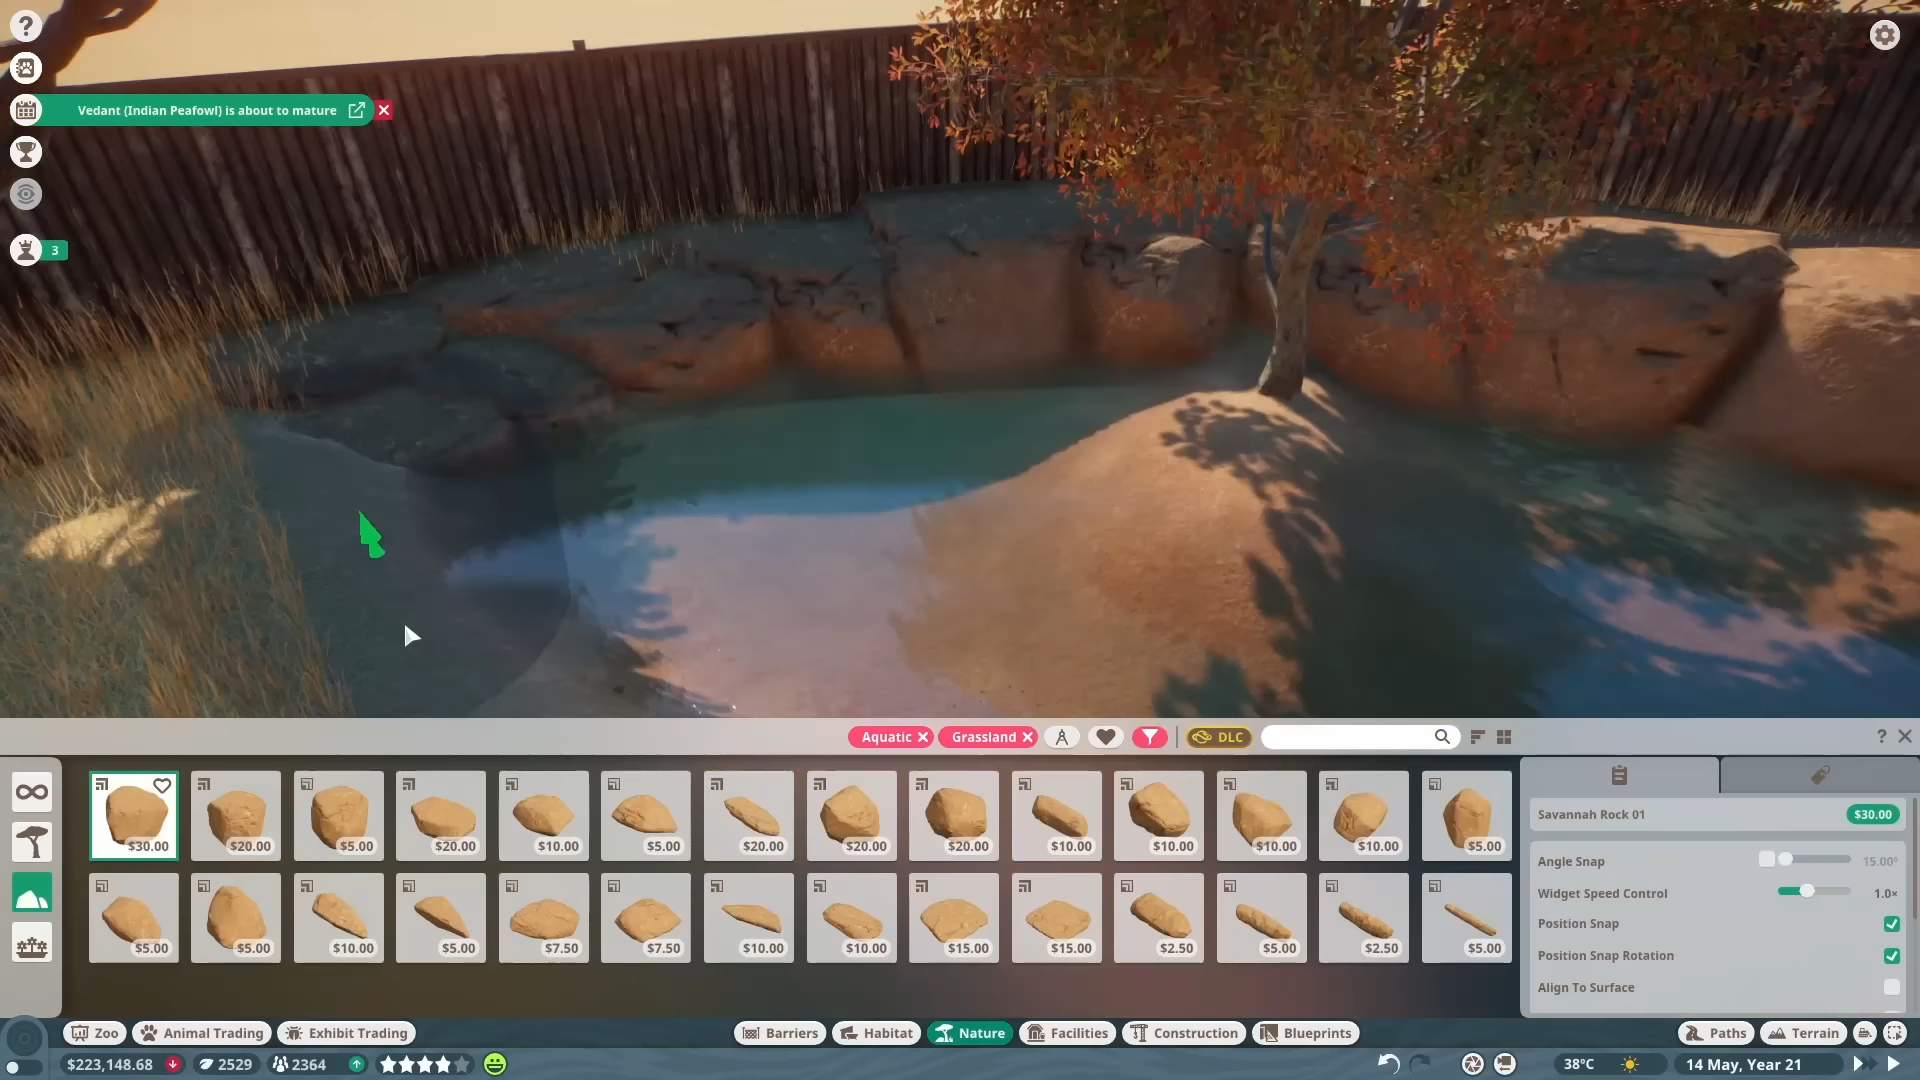 ?
Vedant (Indian Peafowl) is about to mature
3
Aquatic
Grassland
DLC
?
$30.00 $20.00 $5.00 $20.00 $10.00 $5.00 $20.00 $20.00 $20.00 $10.00 $10.00 $10.00 $10.00 $5.00
$5.00 $5.00 $10.00 $5.00 $7.50 $7.50 $10.00 $10.00 $15.00 $15.00 $2.50 $5.00 $2.50 $5.00
Savannah Rock 01 $30.00
Angle Snap 15.00°
Widget Speed Control 1.0×
Position Snap
Position Snap Rotation
Align To Surface
Zoo Animal Trading Exhibit Trading Barriers Habitat Nature Facilities Construction Blueprints Paths Terrain
$223,148.68 2529 2364 38°C 14 May, Year 21